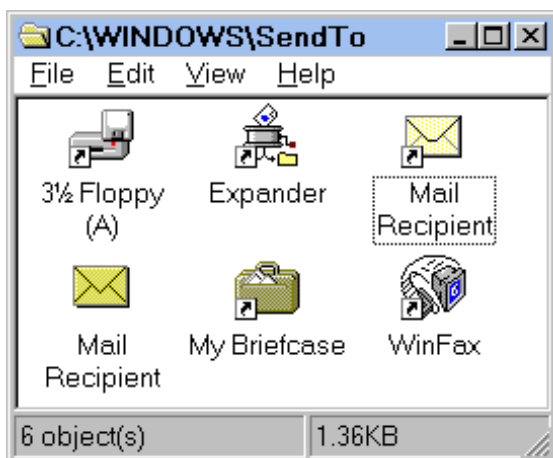 C:\WINDOWS\SendTo
File Edit View Help
3½ Floppy (A)
Expander
Mail Recipient
Mail Recipient
My Briefcase
WinFax
6 object(s)
1.36KB